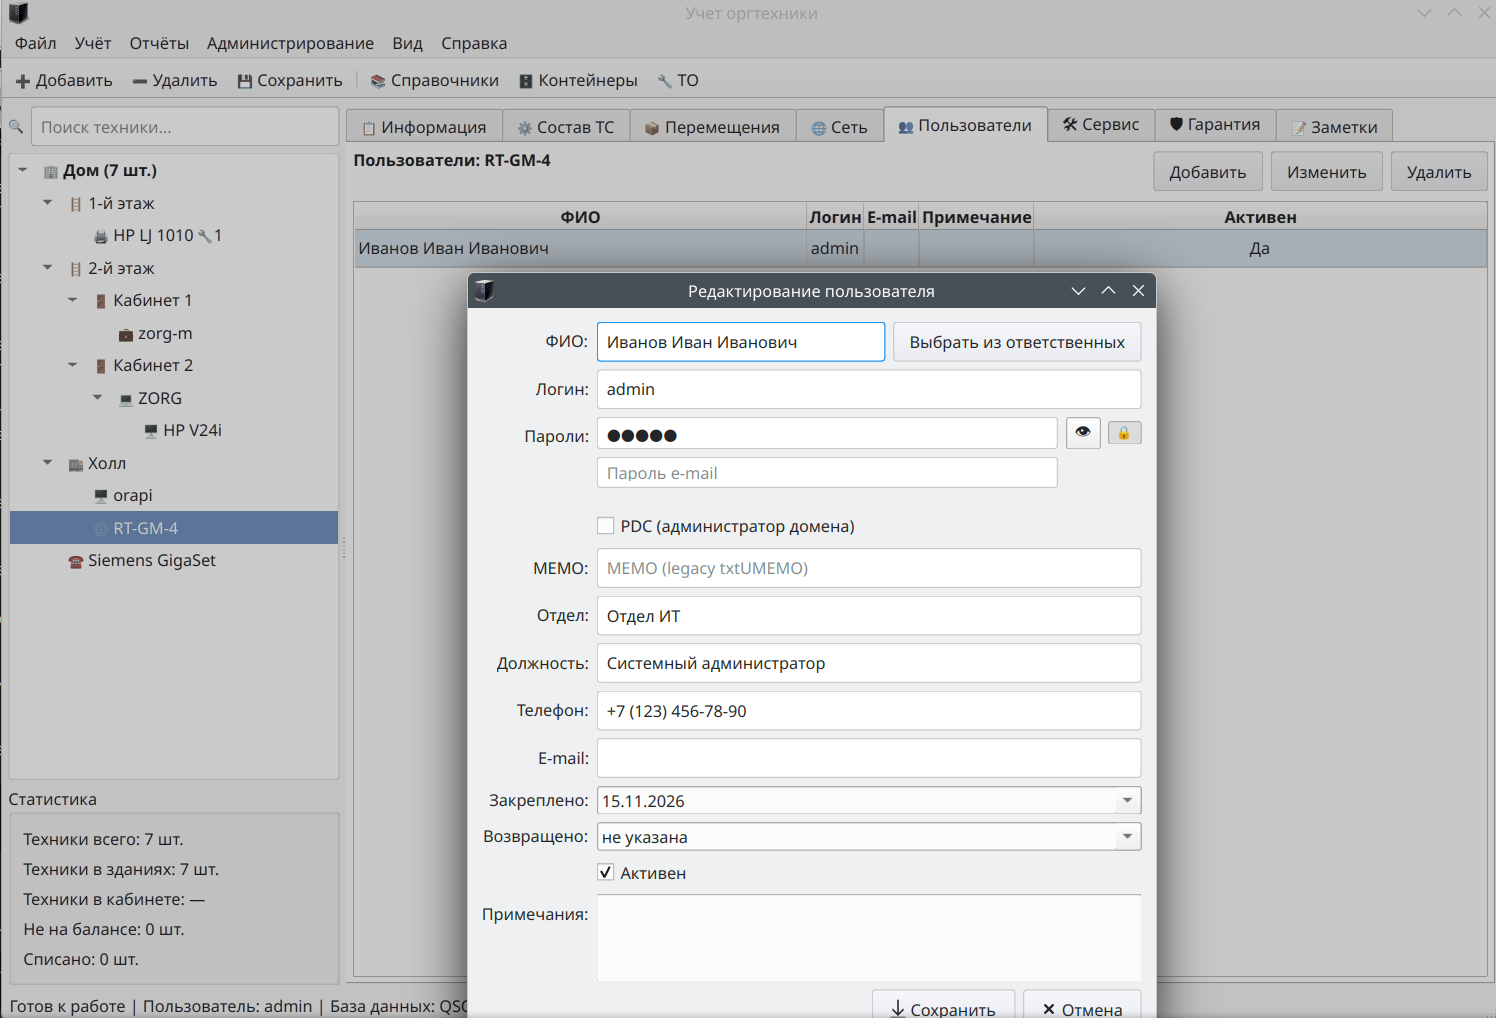 Учет оргтехники
Файл Учёт Отчёты Администрирование Вид Справка
Добавить Удалить Сохранить Справочники Контейнеры ТО
Поиск техники...
Дом (7 шт.)
1-й этаж
HP LJ 1010 1
2-й этаж
Кабинет 1
zorg-m
Кабинет 2
ZORG
HP V24i
Холл
orapi
RT-GM-4
Siemens GigaSet
Статистика
Техники всего: 7 шт.
Техники в зданиях: 7 шт.
Техники в кабинете: —
Не на балансе: 0 шт.
Списано: 0 шт.
Информация Состав ТС Перемещения Сеть Пользователи Сервис Гарантия Заметки
Пользователи: RT-GM-4
Добавить Изменить Удалить
ФИО Логин E-mail Примечание Активен
Иванов Иван Иванович admin Да
Редактирование пользователя
ФИО: Иванов Иван Иванович Выбрать из ответственных
Логин: admin
Пароли: ●●●●●
Пароль e-mail
PDC (администратор домена)
MEMO: MEMO (legacy txtUMEMO)
Отдел: Отдел ИТ
Должность: Системный администратор
Телефон: +7 (123) 456-78-90
E-mail:
Закреплено: 15.11.2026
Возвращено: не указана
Активен
Примечания:
Сохранить Отмена
Готов к работе | Пользователь: admin | База данных: QSQ